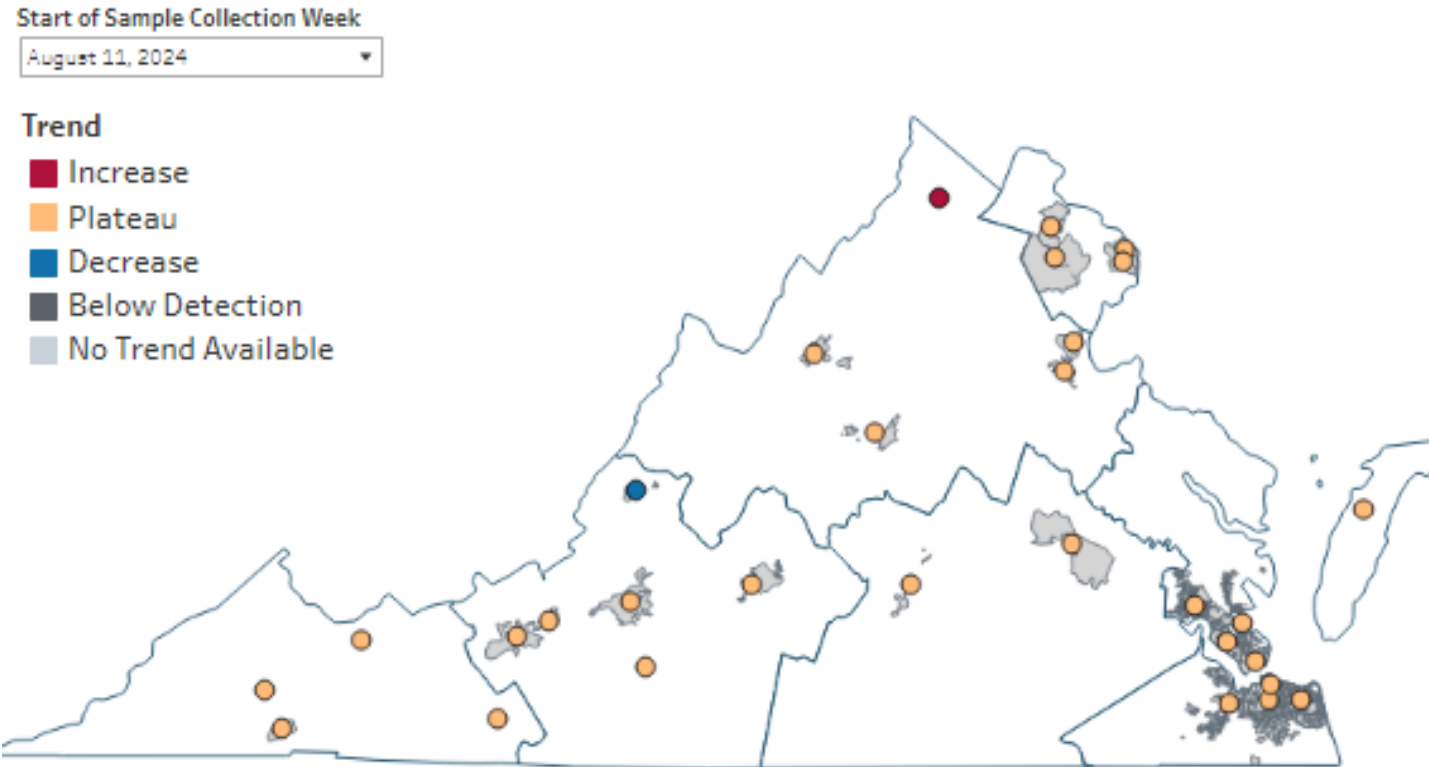 Start of Sample Collection Week
August 11, 2024
Trend
Increase
Plateau
Decrease
Below Detection
No Trend Available